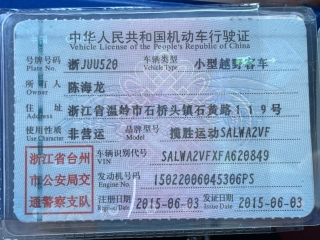 中华人民共和国机动车行驶证
Vehicle License of the People's Republic of China
号牌号码 浙JUU520 车辆类型 小型越野客车
Plate No. Vehicle Type
所有人 陈海龙
Owner
住址 浙江省温岭市石桥头镇石黄路119号
Address
使用性质 非营运 品牌型号 揽胜运动SALWA2VF
Use Character Model
浙江省台州 车辆识别代号 SALWA2VFXFA620849
VIN
市公安局交 发动机号码 15022006045306PS
Engine No.
通警察支队 注册日期 2015-06-03 发证日期 2015-06-03
Register Date Issue Date